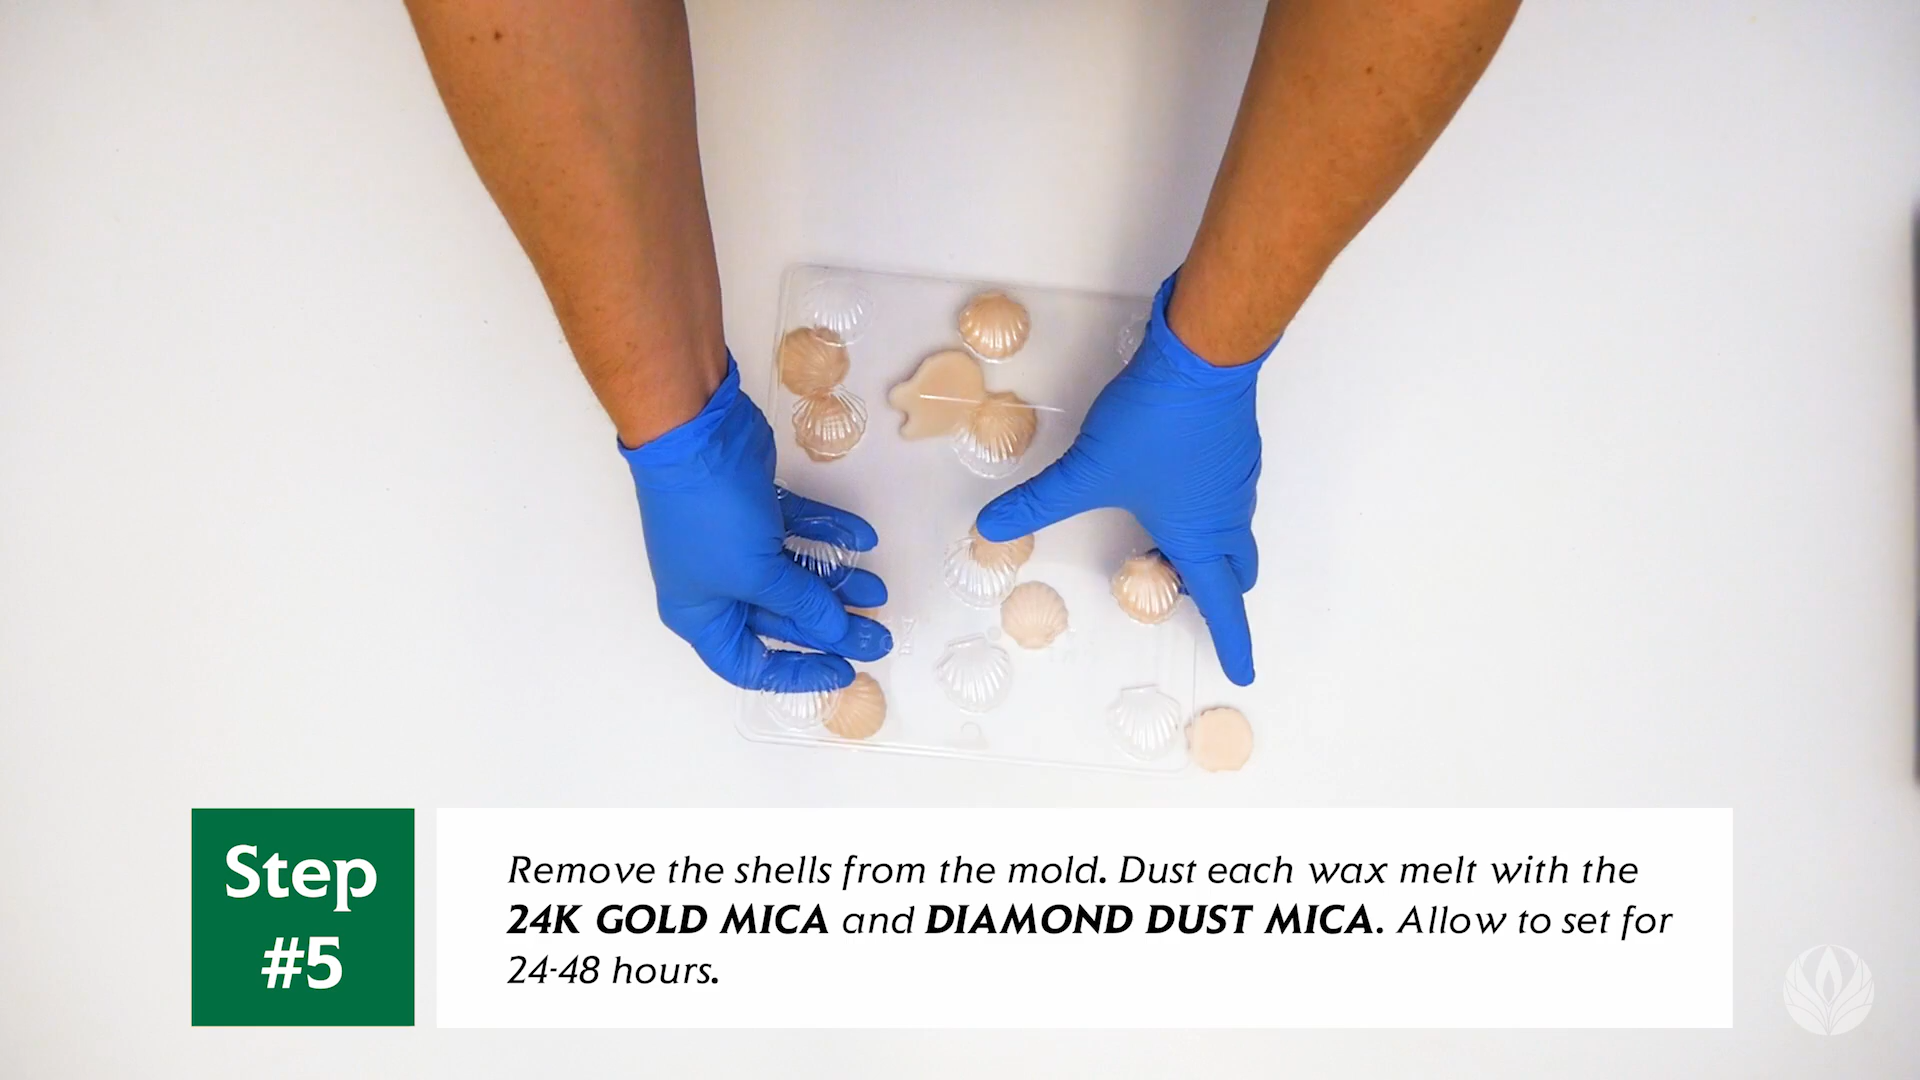 Step
#5
Remove the shells from the mold. Dust each wax melt with the
24K GOLD MICA and DIAMOND DUST MICA. Allow to set for
24-48 hours.